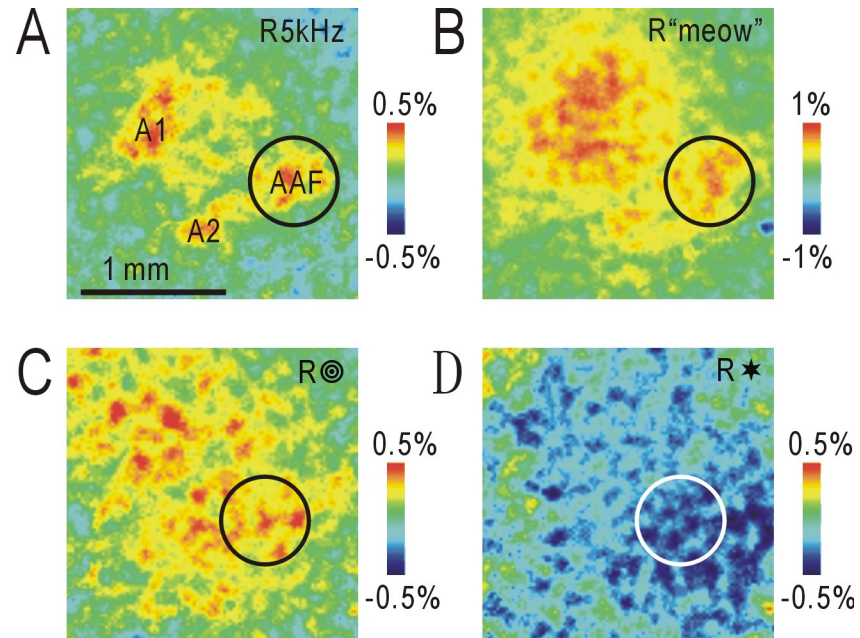 A
R5kHz
0.5%
-0.5%
A1
AAF
A2
1 mm
B
R“meow”
1%
-1%
C
R
0.5%
-0.5%
D
R
0.5%
-0.5%